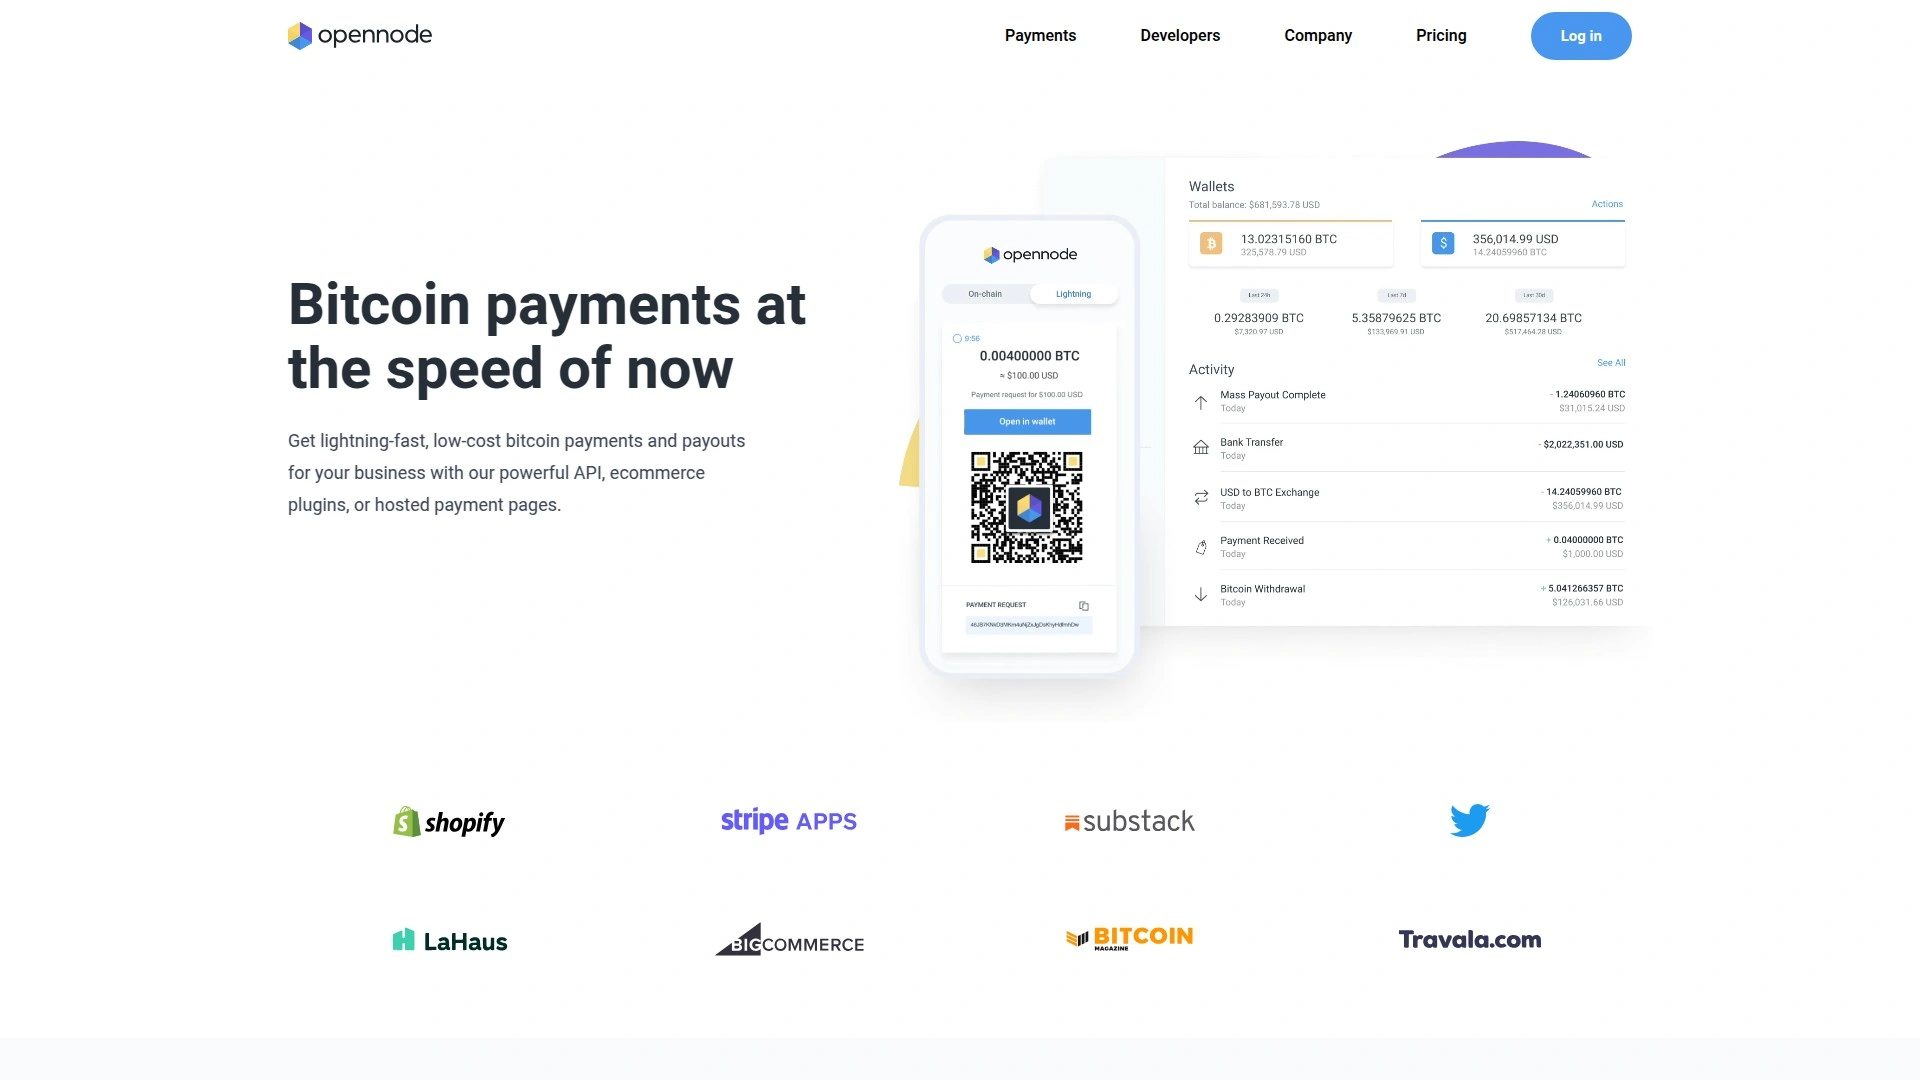 opennode
Payments
Developers
Company
Pricing
Log in
Bitcoin payments at
the speed of now
Get lightning-fast, low-cost bitcoin payments and payouts
for your business with our powerful API, ecommerce
plugins, or hosted payment pages.
opennode
On-chain
Lightning
9:56
0.00400000 BTC
≈ $100.00 USD
Payment request for $100.00 USD
Open in wallet
PAYMENT REQUEST
Wallets
Total balance: $681,593.78 USD
Actions
13.02315160 BTC
325,578.79 USD
$
356,014.99 USD
14.24059960 BTC
Last 24h
Last 7d
Last 30d
0.29283909 BTC
5.35879625 BTC
20.69857134 BTC
$7,320.97 USD
$133,969.91 USD
$517,464.28 USD
Activity
See All
Mass Payout Complete
Today
- 1.24060960 BTC
$31,015.24 USD
Bank Transfer
Today
- $2,022,351.00 USD
USD to BTC Exchange
Today
- 14.24059960 BTC
$356,014.99 USD
Payment Received
Today
+ 0.04000000 BTC
$1,000.00 USD
Bitcoin Withdrawal
Today
+ 5.041266357 BTC
$126,031.66 USD
shopify
stripe APPS
substack
LaHaus
BIGCOMMERCE
BITCOIN
MAGAZINE
Travala.com